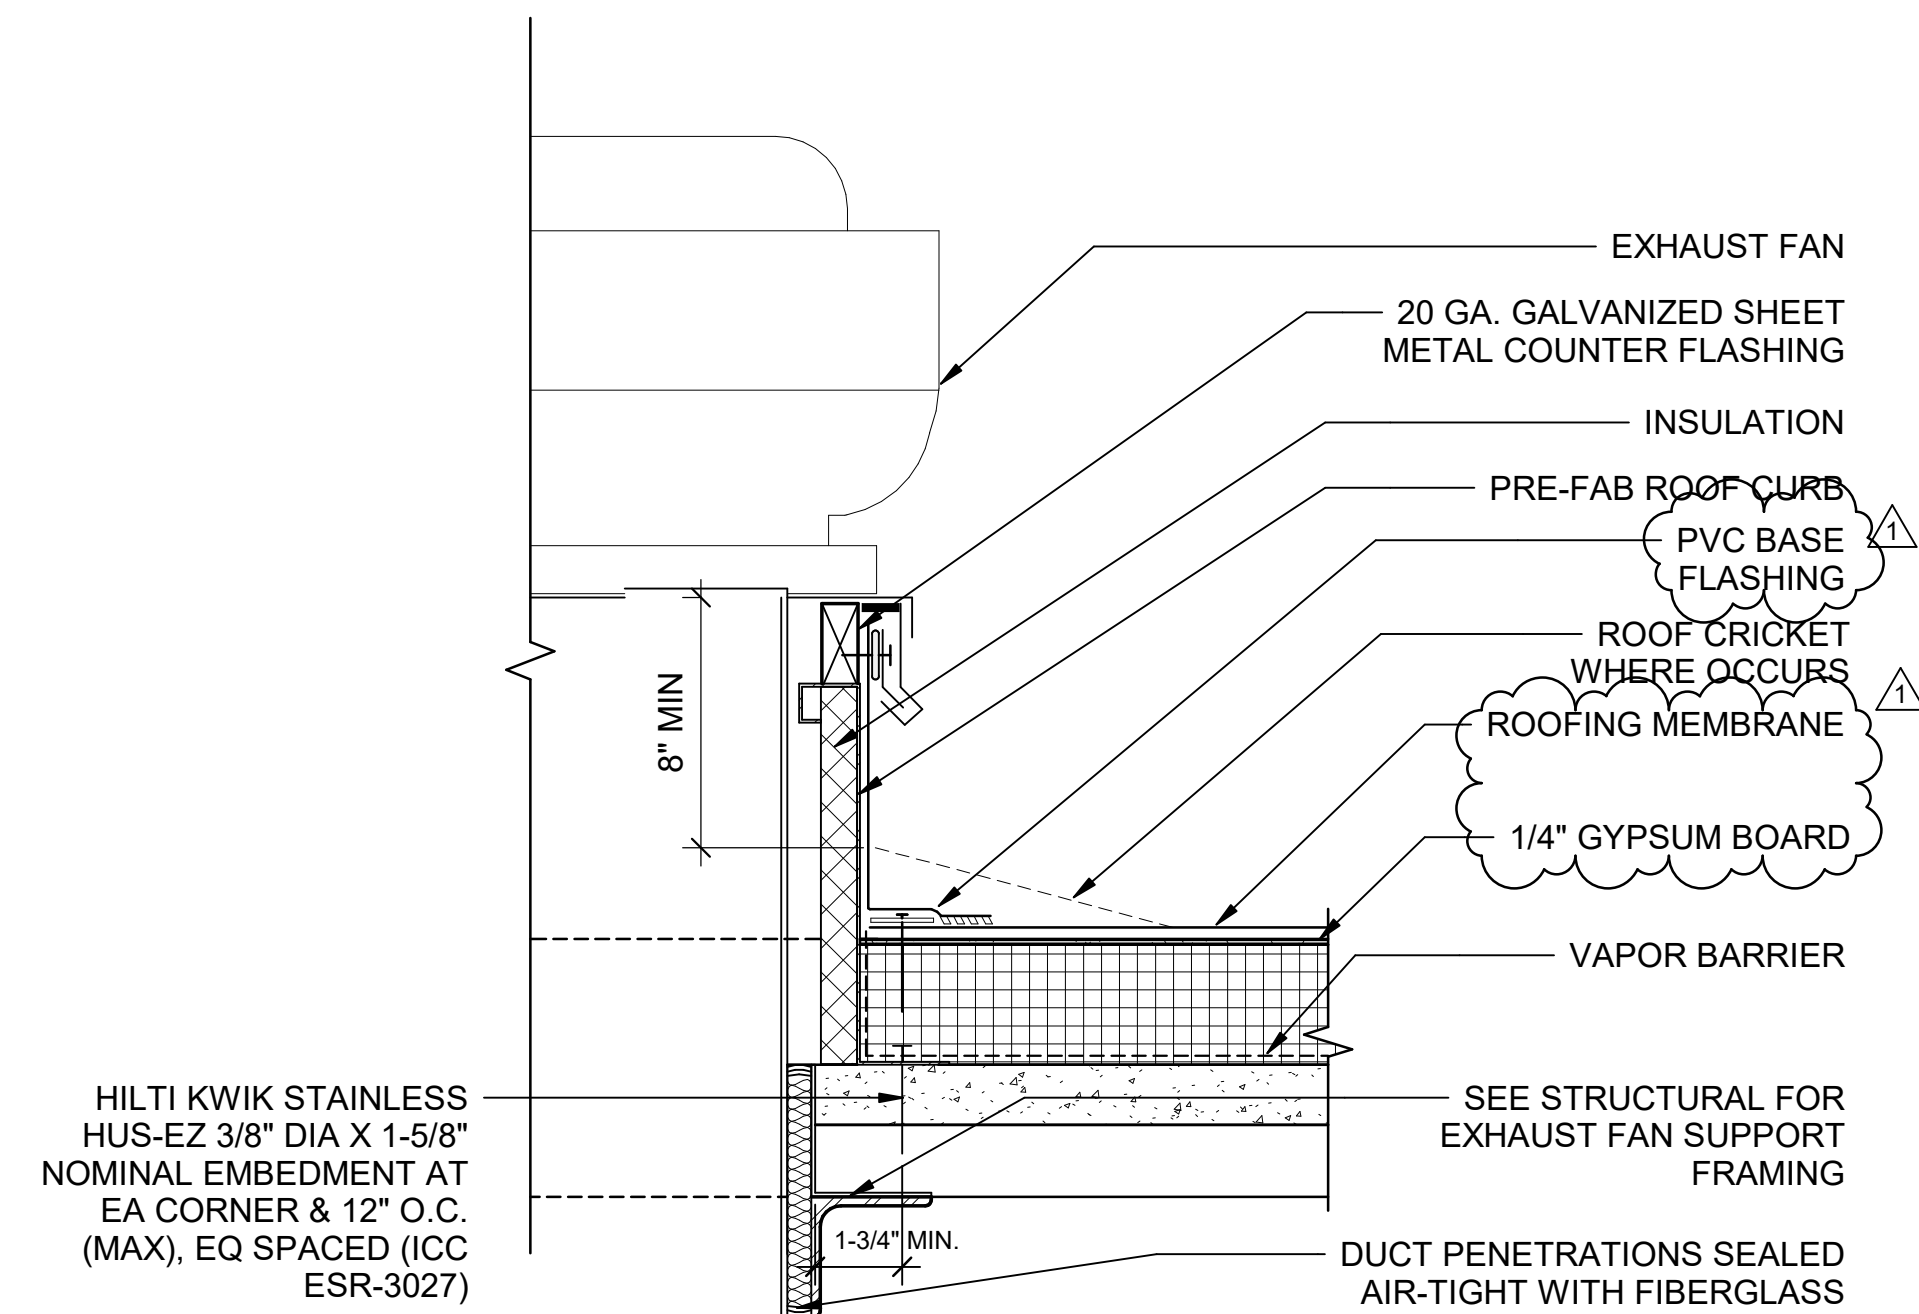 EXHAUST FAN
20 GA. GALVANIZED SHEET
METAL COUNTER FLASHING
INSULATION
PRE-FAB ROOF CURB
PVC BASE
FLASHING
1
ROOF CRICKET
WHERE OCCURS
ROOFING MEMBRANE
1
1/4" GYPSUM BOARD
VAPOR BARRIER
SEE STRUCTURAL FOR
EXHAUST FAN SUPPORT
FRAMING
DUCT PENETRATIONS SEALED
AIR-TIGHT WITH FIBERGLASS
8" MIN
1-3/4" MIN.
HILTI KWIK STAINLESS
HUS-EZ 3/8" DIA X 1-5/8"
NOMINAL EMBEDMENT AT
EA CORNER & 12" O.C.
(MAX), EQ SPACED (ICC
ESR-3027)